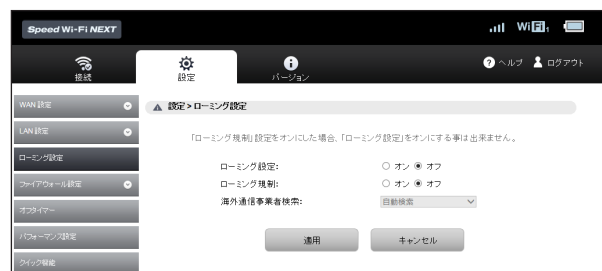 Speed Wi-Fi NEXT
WiFi1
接続
設定
バージョン
ヘルプ
ログアウト
WAN 設定
設定 > ローミング設定
LAN 設定
「ローミング規制」設定をオンにした場合、「ローミング設定」をオンにする事は出来ません。
ローミング設定
ローミング設定: オン オフ
ファイアウォール設定
ローミング規制: オン オフ
海外通信事業者検索: 自動検索
オフタイマー
パフォーマンス設定
適用 キャンセル
クイック機能